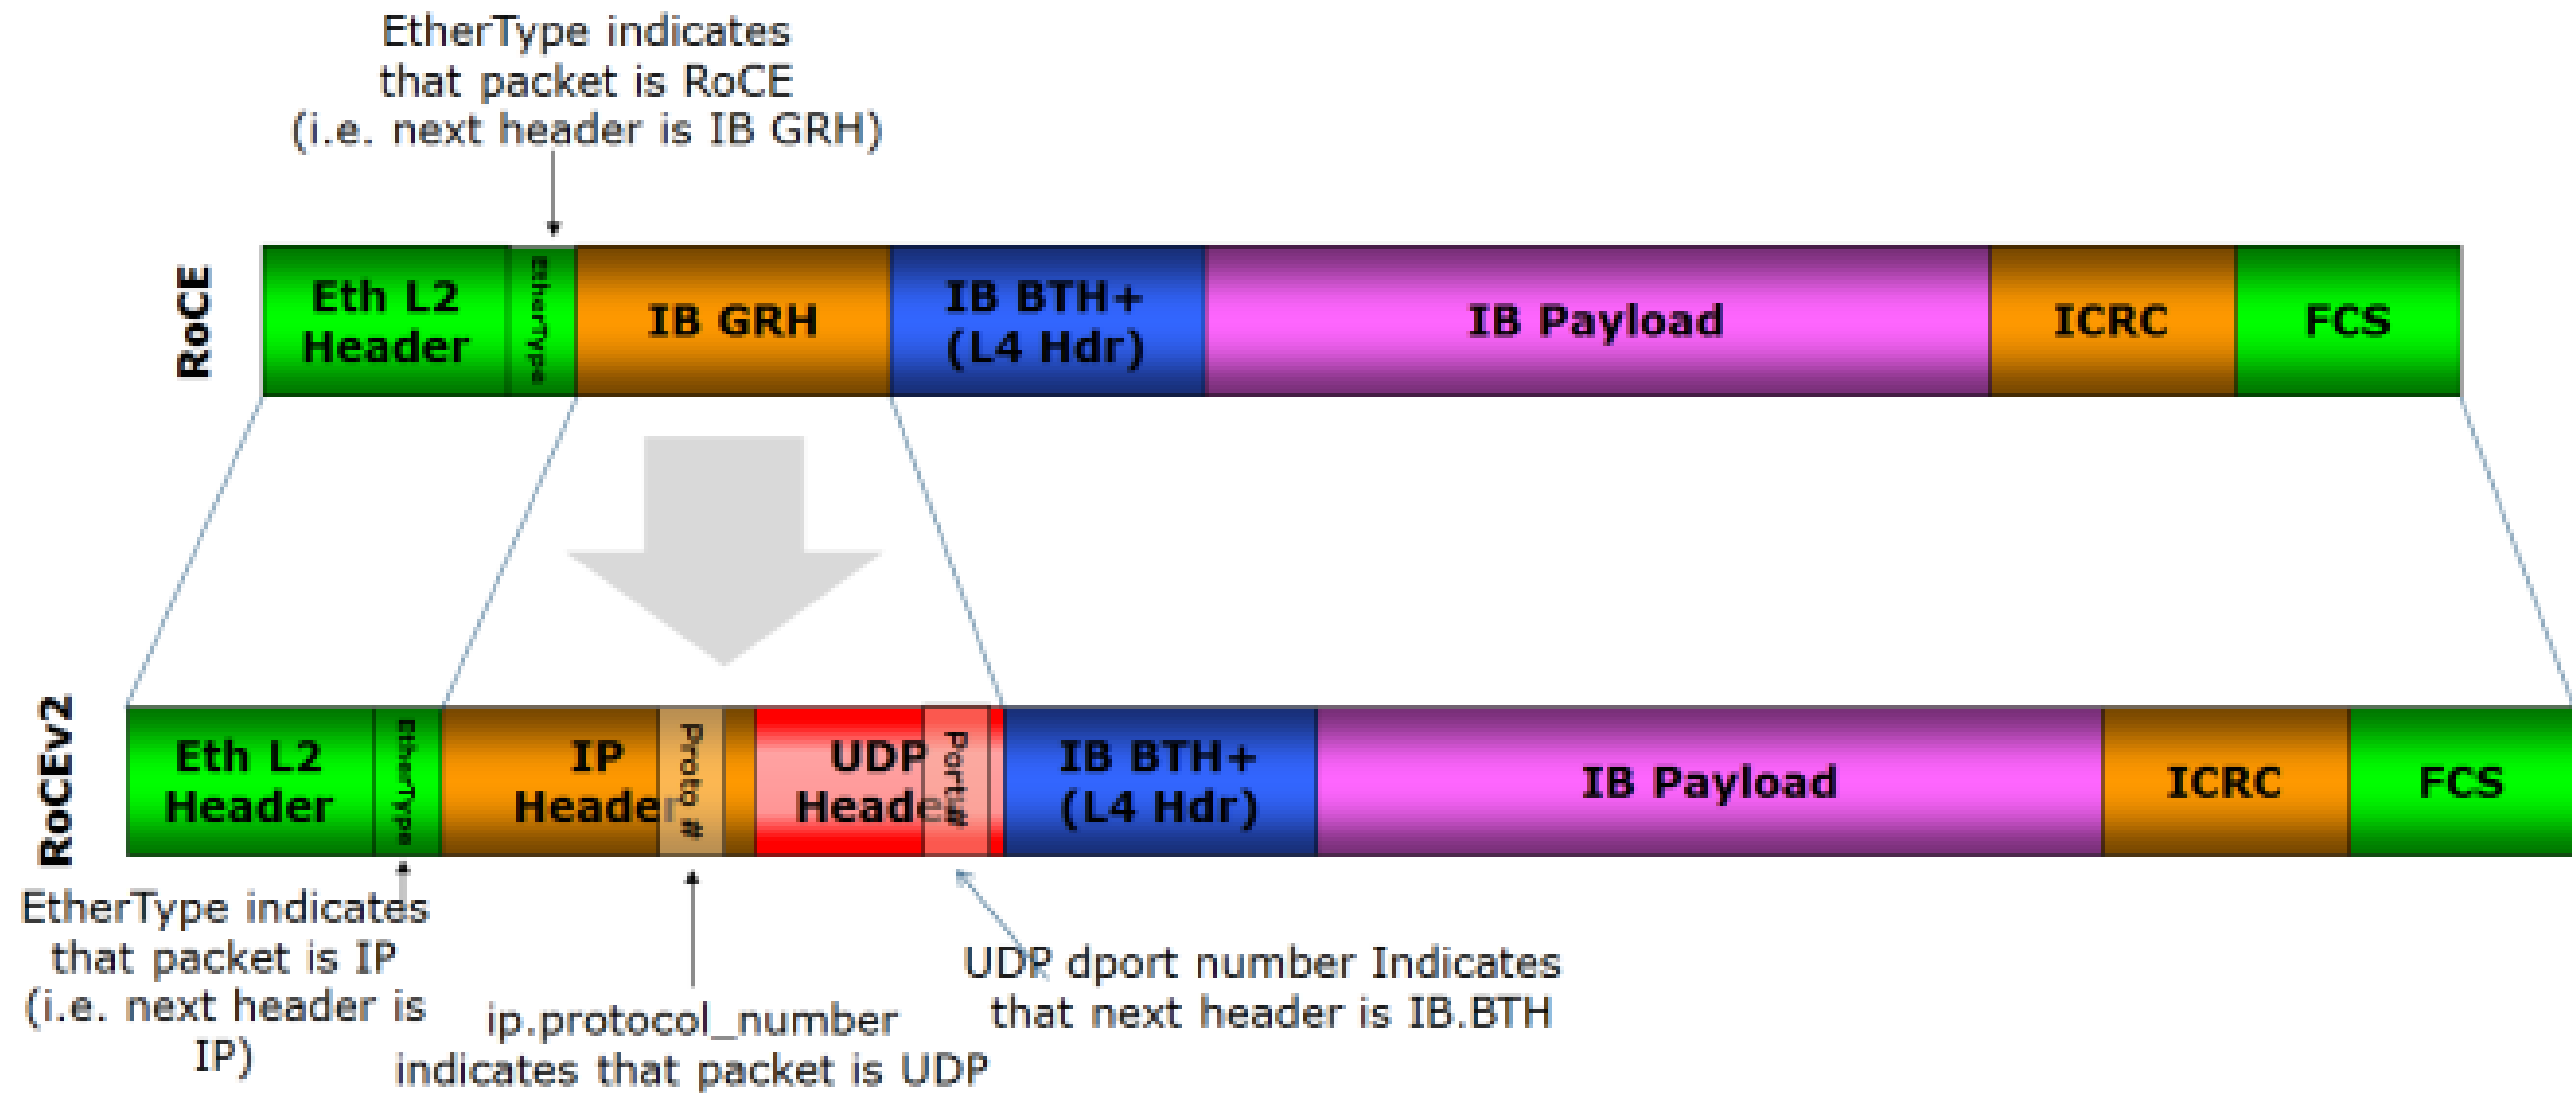 EtherType indicates
that packet is RoCE
(i.e. next header is IB GRH)
RoCE
Eth L2
Header
EtherType
IB GRH
IB BTH+
(L4 Hdr)
IB Payload
ICRC
FCS
RoCEv2
Eth L2
Header
EtherType
IP
Header
Proto #
UDP
Header
Port #
IB BTH+
(L4 Hdr)
IB Payload
ICRC
FCS
EtherType indicates
that packet is IP
(i.e. next header is
IP)
ip.protocol_number
indicates that packet is UDP
UDP dport number Indicates
that next header is IB.BTH